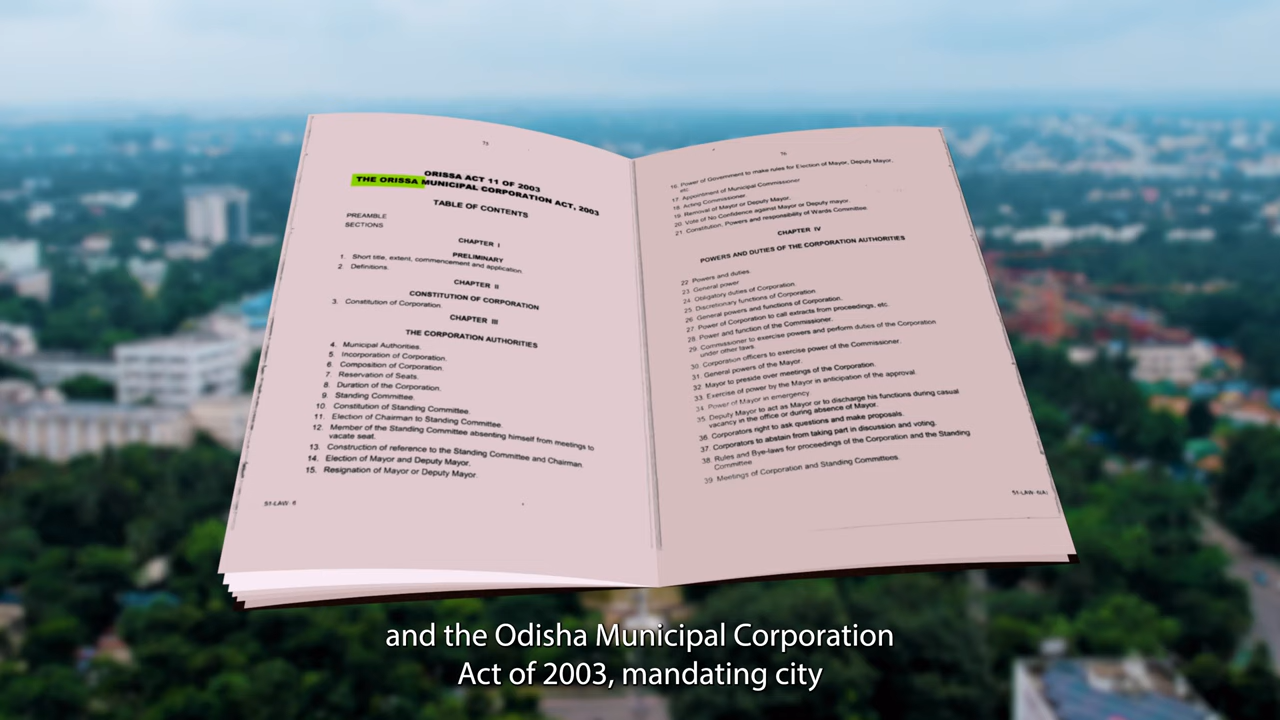 73
ORISSA ACT 11 OF 2003
THE ORISSA MUNICIPAL CORPORATION ACT, 2003
TABLE OF CONTENTS
PREAMBLE
SECTIONS
CHAPTER I
PRELIMINARY
1. Short title, extent, commencement and application.
2. Definitions.
CHAPTER II
CONSTITUTION OF CORPORATION
3. Constitution of Corporation.
CHAPTER III
THE CORPORATION AUTHORITIES
4. Municipal Authorities.
5. Incorporation of Corporation.
6. Composition of Corporation.
7. Reservation of Seats.
8. Duration of the Corporation.
9. Standing Committee.
10. Constitution of Standing Committee.
11. Election of Chairman to Standing Committee.
12. Member of the Standing Committee absenting himself from meetings to
vacate seat.
13. Construction of reference to the Standing Committee and Chairman.
14. Election of Mayor and Deputy Mayor.
15. Resignation of Mayor or Deputy Mayor.
51-LAW- 6
16. Power of Government to make rules for Election of Mayor, Deputy Mayor,
etc.
17. Appointment of Municipal Commissioner
18. Acting Commissioner.
19. Removal of Mayor or Deputy Mayor.
20. Vote of No Confidence against Mayor or Deputy mayor.
21. Constitution, Powers and responsibility of Wards Committee.
CHAPTER IV
POWERS AND DUTIES OF THE CORPORATION AUTHORITIES
22 Powers and duties.
23. General power
24. Obligatory duties of Corporation.
25. Discretionary functions of Corporation.
26. General powers and functions of Corporation.
27. Power of Corporation to call extracts from proceedings, etc.
28. Power and function of the Commissioner.
29. Commissioner to exercise powers and perform duties of the Corporation
under other laws.
30. Corporation officers to exercise power of the Commissioner.
31. General powers of the Mayor.
32. Mayor to preside over meetings of the Corporation.
33. Exercise of power by the Mayor in anticipation of the approval.
34. Power of Mayor in emergency
35. Deputy Mayor to act as Mayor or to discharge his functions during casual
vacancy in the office or during absence of Mayor.
36. Corporators right to ask questions and make proposals.
37. Corporators to abstain from taking part in discussion and voting.
38. Rules and Bye-laws for proceedings of the Corporation and the Standing
Committee
39. Meetings of Corporation and Standing Committees.
and the Odisha Municipal Corporation
Act of 2003, mandating city